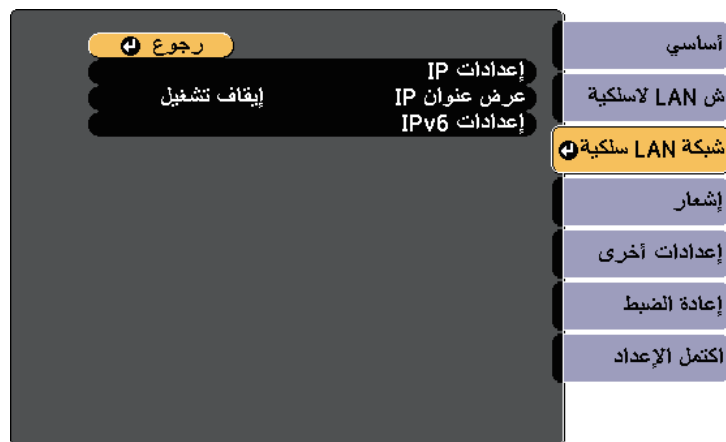 أساسي
ش LAN لاسلكية
شبكة LAN سلكية
إشعار
إعدادات أخرى
إعادة الضبط
اكتمل الإعداد
رجوع
إعدادات IP
عرض عنوان IP إيقاف تشغيل
إعدادات IPv6